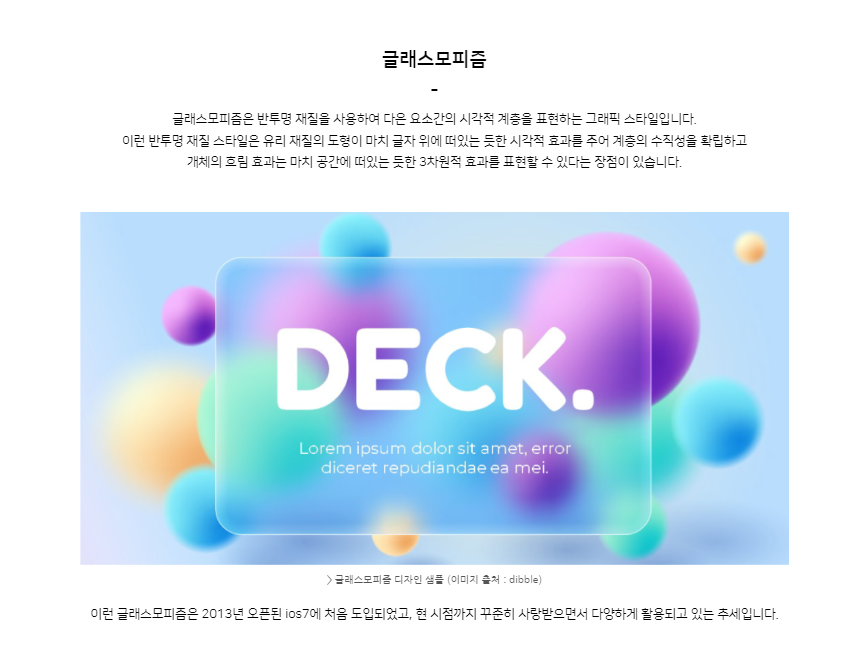 글래스모피즘
-
글래스모피즘은 반투명 재질을 사용하여 다은 요소간의 시각적 계층을 표현하는 그래픽 스타일입니다.
이런 반투명 재질 스타일은 유리 재질의 도형이 마치 글자 위에 떠있는 듯한 시각적 효과를 주어 계층의 수직성을 확립하고
개체의 흐림 효과는 마치 공간에 떠있는 듯한 3차원적 효과를 표현할 수 있다는 장점이 있습니다.
DECK.
Lorem ipsum dolor sit amet, error
diceret repudiandae ea mei.
> 글래스모피즘 디자인 샘플 (이미지 출처 : dibble)
이런 글래스모피즘은 2013년 오픈된 ios7에 처음 도입되었고, 현 시점까지 꾸준히 사랑받으면서 다양하게 활용되고 있는 추세입니다.